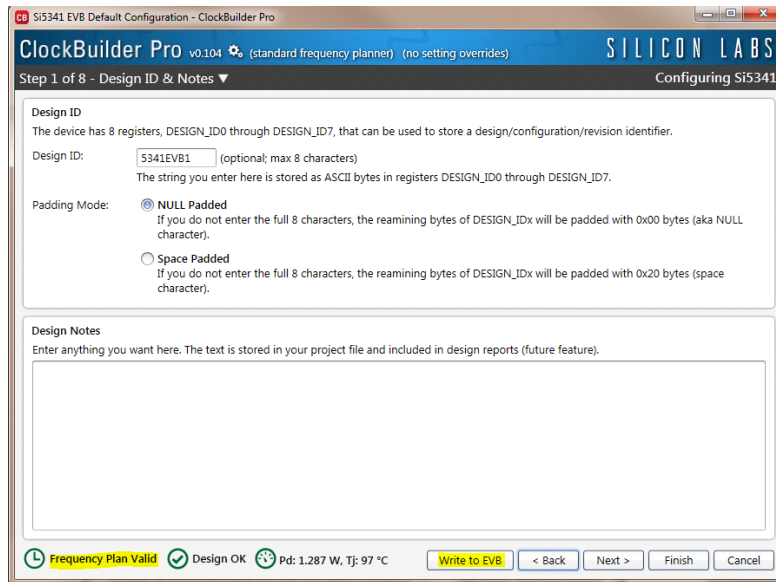 CB Si5341 EVB Default Configuration - ClockBuilder Pro
ClockBuilder Pro v0.104 (standard frequency planner) (no setting overrides) SILICON LABS
Step 1 of 8 - Design ID & Notes ▼ Configuring Si5341
Design ID
The device has 8 registers, DESIGN_ID0 through DESIGN_ID7, that can be used to store a design/configuration/revision identifier.
Design ID: 5341EVB1 (optional; max 8 characters)
The string you enter here is stored as ASCII bytes in registers DESIGN_ID0 through DESIGN_ID7.
Padding Mode: NULL Padded
If you do not enter the full 8 characters, the reamining bytes of DESIGN_IDx will be padded with 0x00 bytes (aka NULL
character).
Space Padded
If you do not enter the full 8 characters, the reamining bytes of DESIGN_IDx will be padded with 0x20 bytes (space
character).
Design Notes
Enter anything you want here. The text is stored in your project file and included in design reports (future feature).
Frequency Plan Valid Design OK Pd: 1.287 W, Tj: 97 °C Write to EVB < Back Next > Finish Cancel